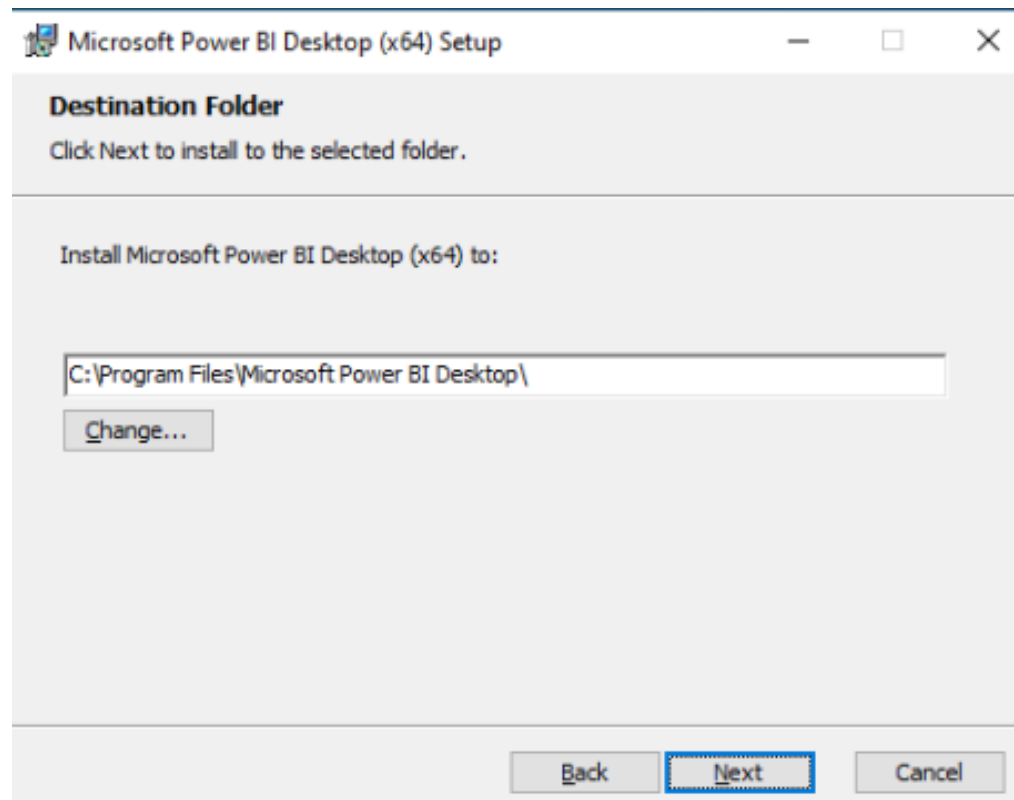 Microsoft Power BI Desktop (x64) Setup
Destination Folder
Click Next to install to the selected folder.
Install Microsoft Power BI Desktop (x64) to:
C:\Program Files\Microsoft Power BI Desktop\
Change...
Back Next Cancel